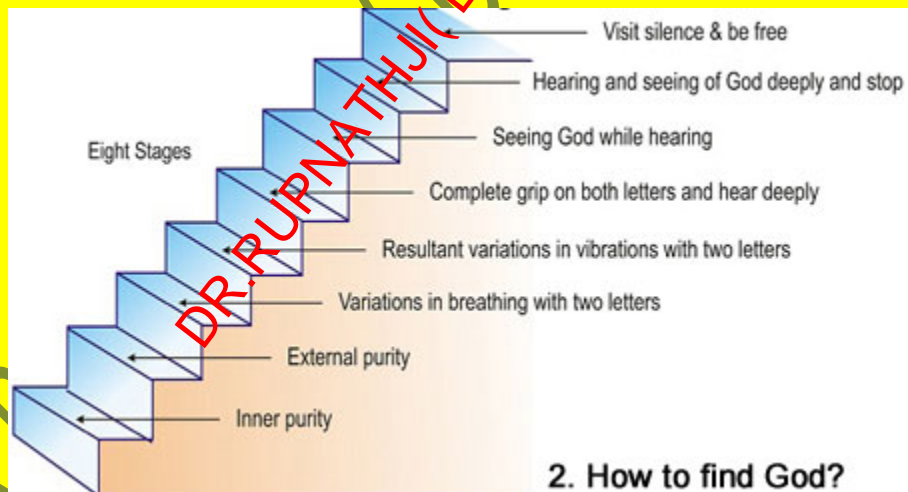 Visit silence & be free
Hearing and seeing of God deeply and stop
Seeing God while hearing
Eight Stages
Complete grip on both letters and hear deeply
Resultant variations in vibrations with two letters
Variations in breathing with two letters
External purity
Inner purity
2. How to find God?
DR.RUPNATHJI(